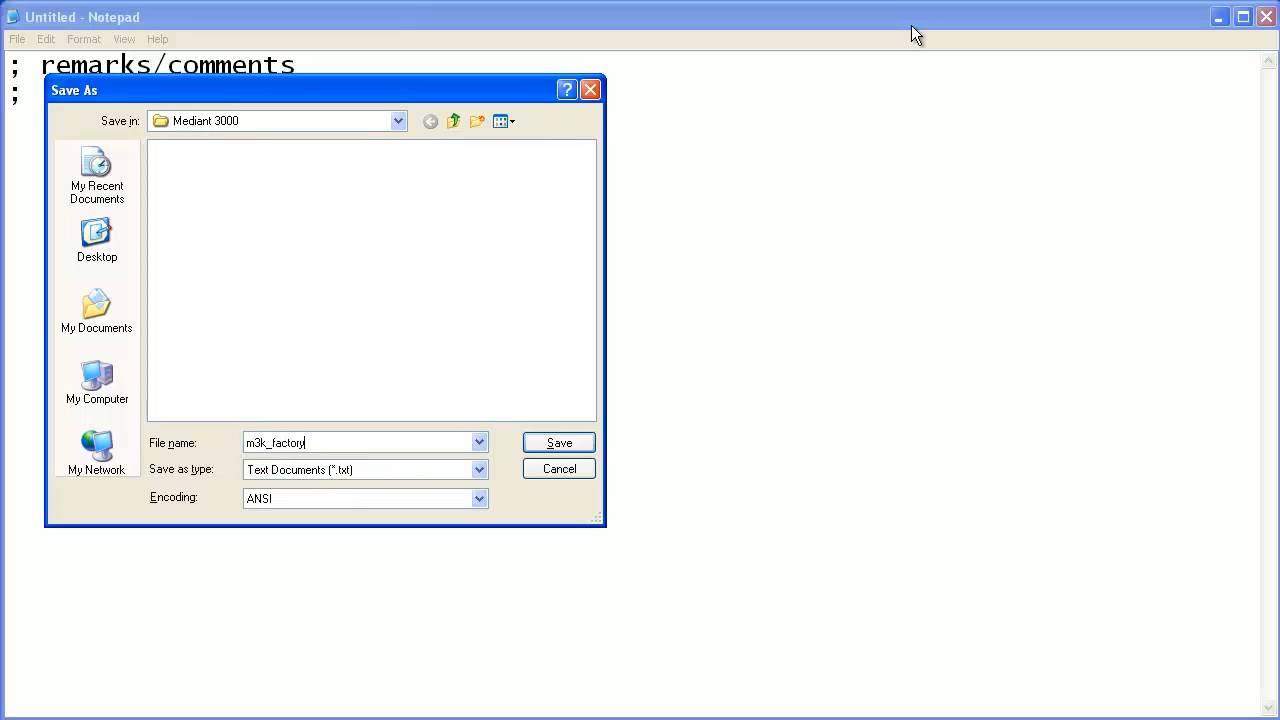 Untitled - Notepad
File Edit Format View Help
; remarks/comments
;
Save As
Save in: Mediant 3000
My Recent
Documents
Desktop
My Documents
My Computer
My Network
File name: m3k_factory
Save
Save as type: Text Documents (*.txt)
Cancel
Encoding: ANSI